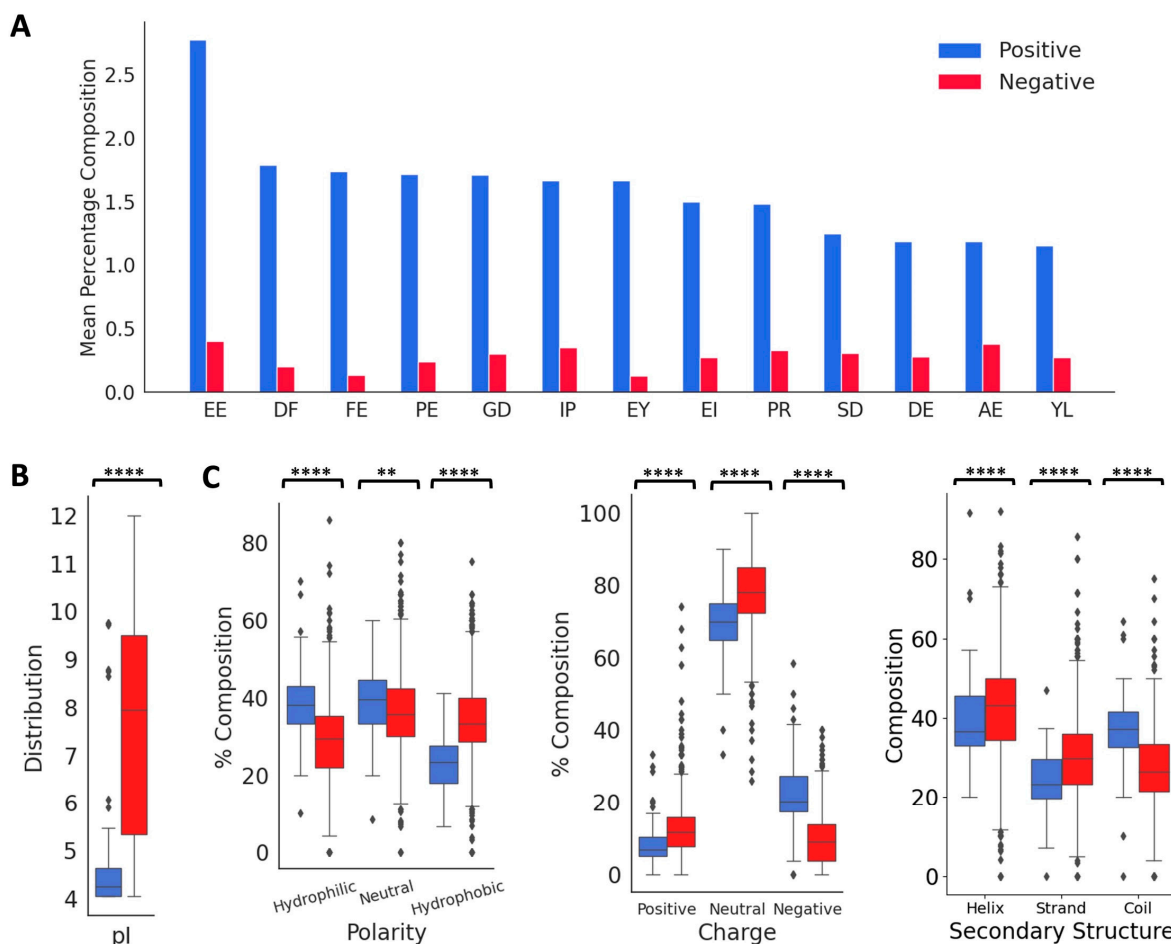 A
Mean Percentage Composition
2.5
2.0
1.5
1.0
0.5
0.0
Positive
Negative
EE DF FE PE GD IP EY EI PR SD DE AE YL
B
****
Distribution
12
11
10
9
8
7
6
5
4
pI
C
**** ** ****
% Composition
80
60
40
20
0
Hydrophilic Neutral Hydrophobic
Polarity
**** **** ****
% Composition
100
80
60
40
20
0
Positive Neutral Negative
Charge
**** **** ****
Composition
80
60
40
20
0
Helix Strand Coil
Secondary Structure